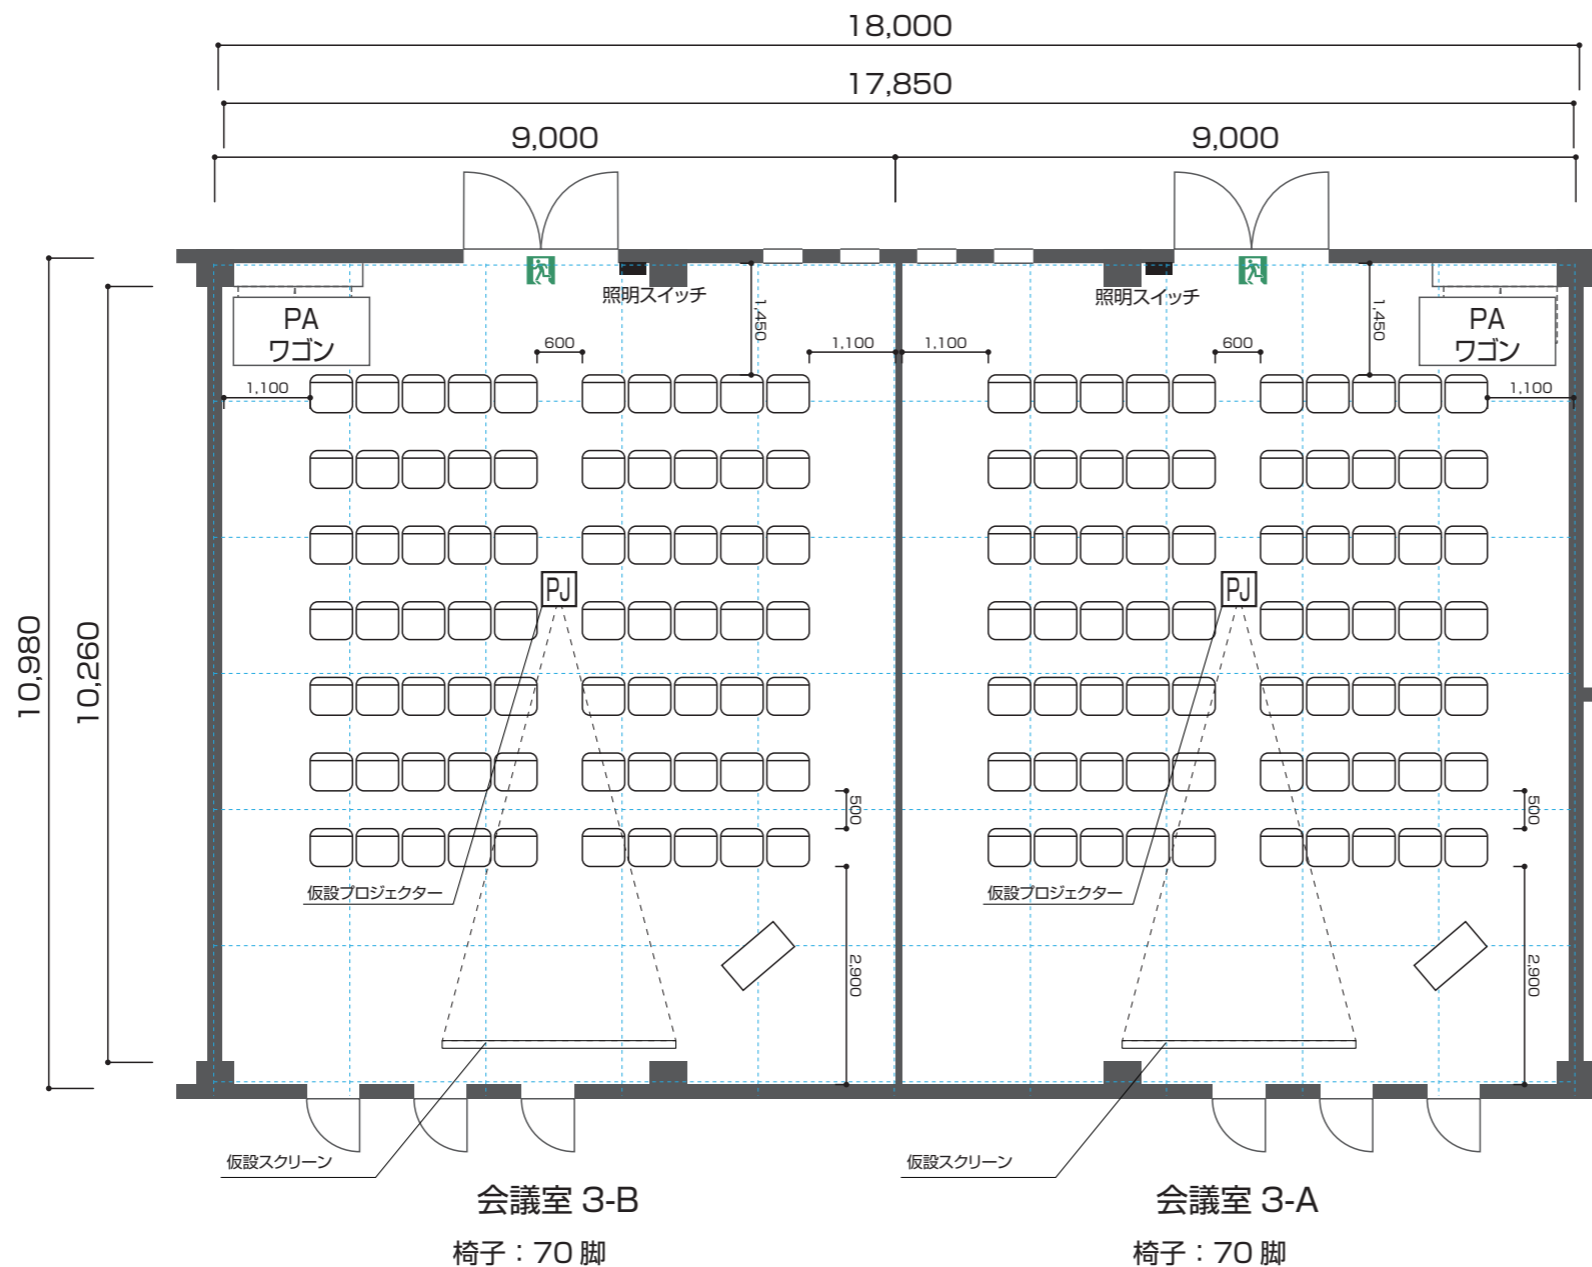 18,000
17,850
9,000
9,000
照明スイッチ
照明スイッチ
PA
ワゴン
PA
ワゴン
1,450
1,450
600
1,100
1,100
600
1,100
1,100
10,980
10,260
PJ
PJ
500
500
仮設プロジェクター
仮設プロジェクター
2,900
2,900
仮設スクリーン
仮設スクリーン
会議室 3-B
会議室 3-A
椅子：70 脚
椅子：70 脚